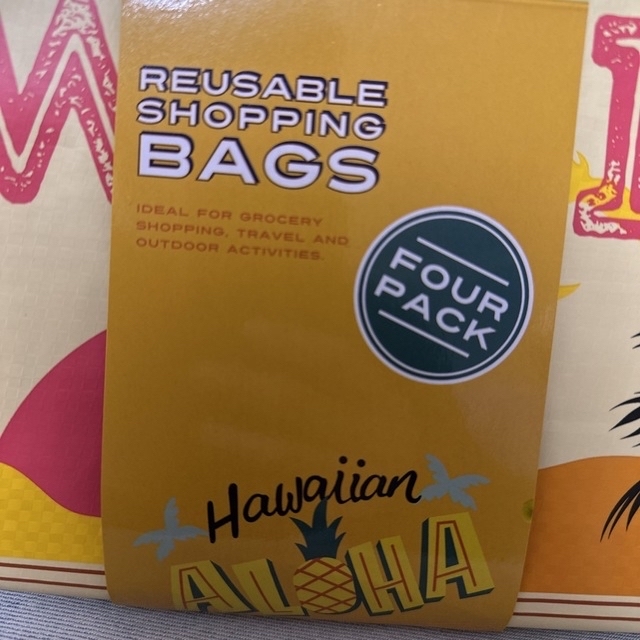 REUSABLE
SHOPPING
BAGS
IDEAL FOR GROCERY
SHOPPING, TRAVEL AND
OUTDOOR ACTIVITIES.
FOUR
PACK
Hawaiian
ALOHA